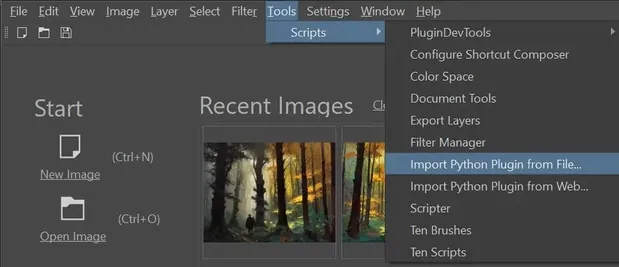 File Edit View Image Layer Select Filter Tools Settings Window Help
Scripts
PluginDevTools
Configure Shortcut Composer
Color Space
Document Tools
Export Layers
Filter Manager
Import Python Plugin from File...
Import Python Plugin from Web...
Scripter
Ten Brushes
Ten Scripts
Start
New Image (Ctrl+N)
Open Image (Ctrl+O)
Recent Images